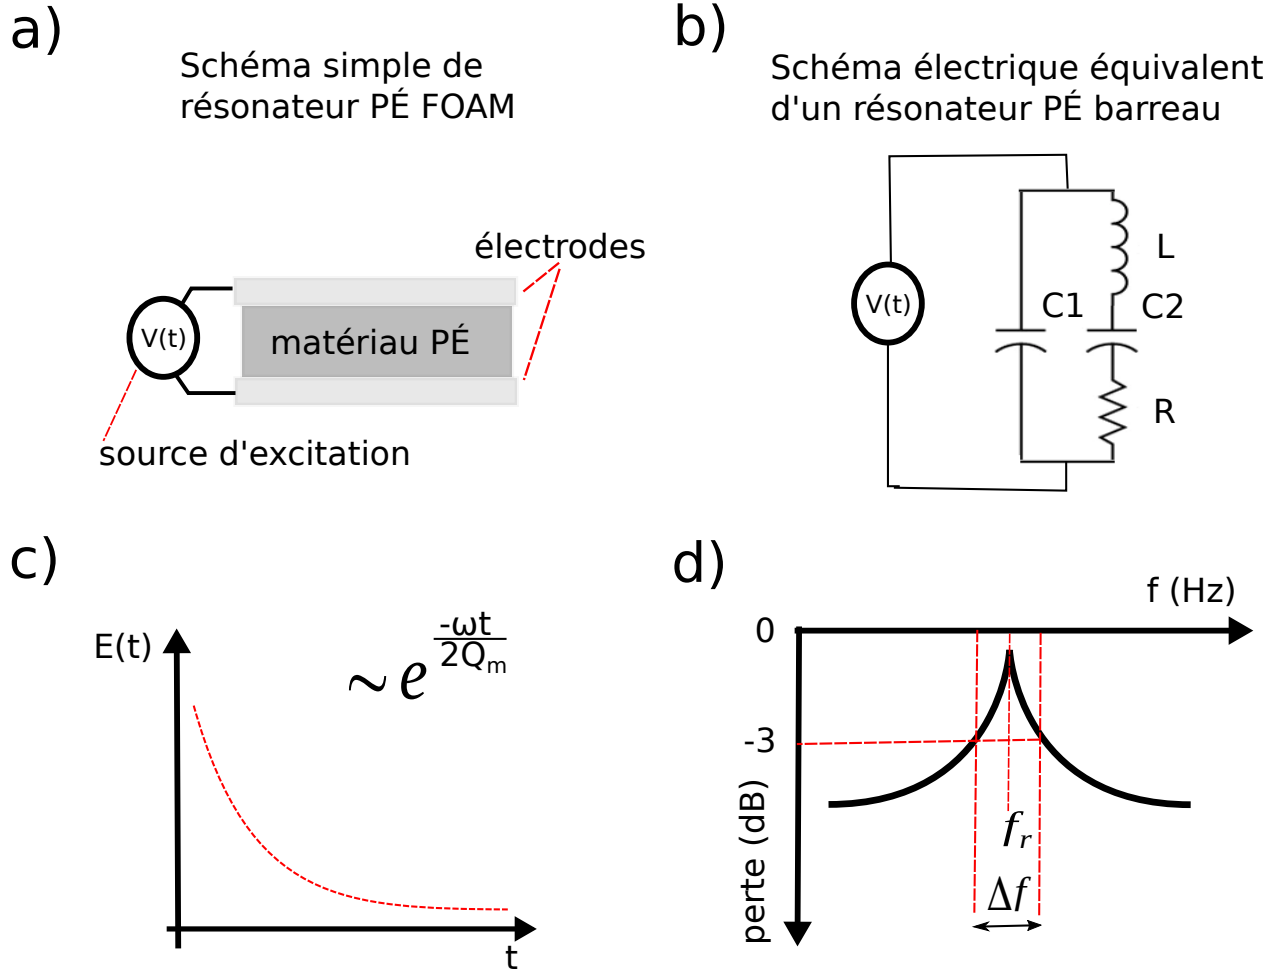 a)
Schéma simple de
résonateur PÉ FOAM
électrodes
V(t)
matériau PÉ
source d'excitation
b)
Schéma électrique équivalent
d'un résonateur PÉ barreau
L
C1
C2
V(t)
R
c)
E(t)
~e^(-ωt/2Qₘ)
t
d)
f (Hz)
0
-3
perte (dB)
fᵣ
Δf